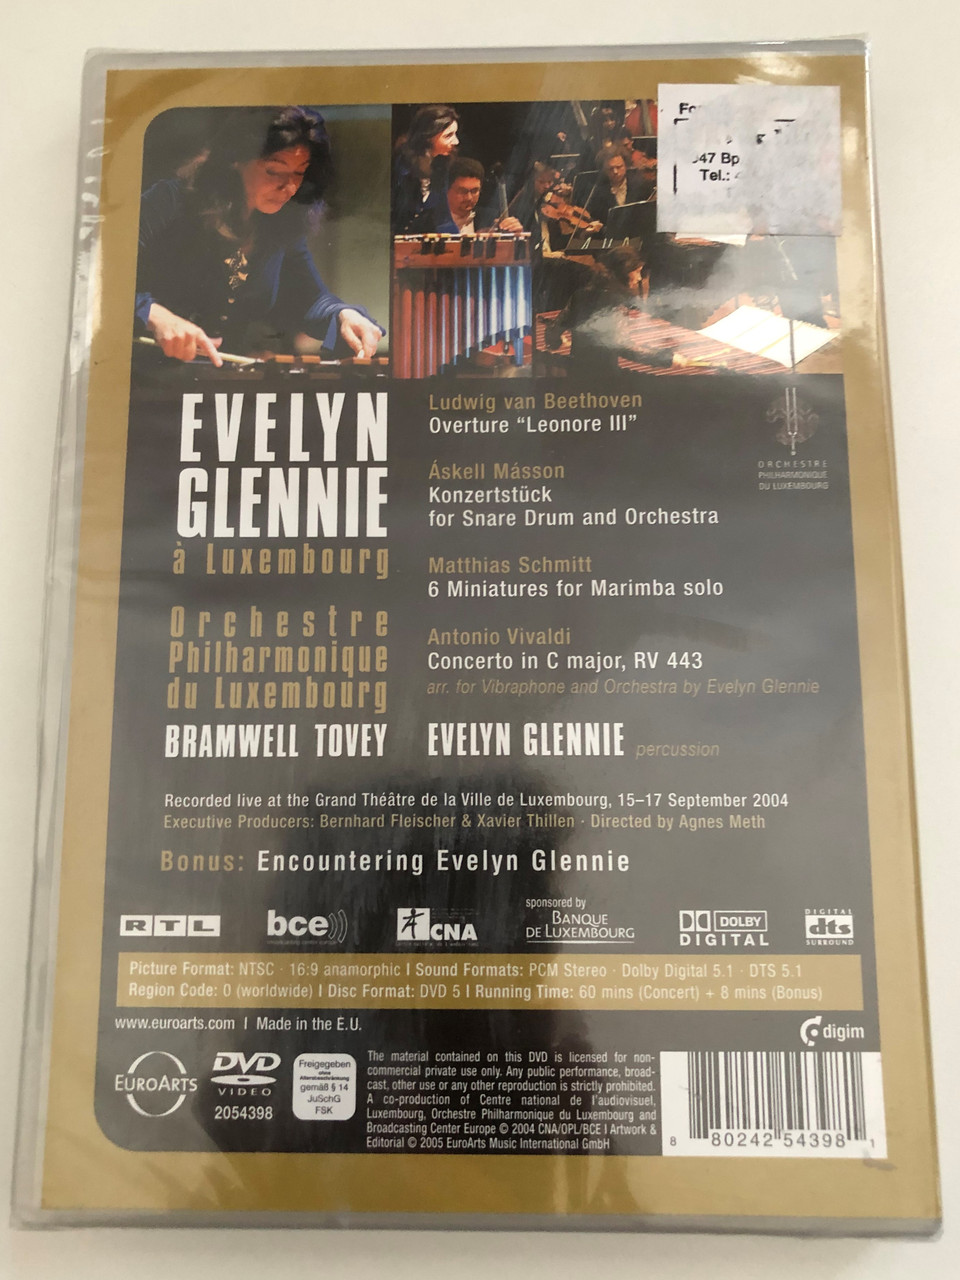 047 Bp
Tel.:
EVELYN
GLENNIE
à Luxembourg
Orchestre
Philharmonique
du Luxembourg
BRAMWELL TOVEY
Ludwig van Beethoven
Overture “Leonore III”
Áskell Másson
Konzertstück
for Snare Drum and Orchestra
Matthias Schmitt
6 Miniatures for Marimba solo
Antonio Vivaldi
Concerto in C major, RV 443
arr. for Vibraphone and Orchestra by Evelyn Glennie
EVELYN GLENNIE percussion
ORCHESTRE
PHILHARMONIQUE
DU LUXEMBOURG
Recorded live at the Grand Théâtre de la Ville de Luxembourg, 15–17 September 2004
Executive Producers: Bernhard Fleischer & Xavier Thillen · Directed by Agnes Meth
Bonus: Encountering Evelyn Glennie
RTL
bce
CNA
sponsored by
BANQUE
DE LUXEMBOURG
DOLBY
DIGITAL
DIGITAL
dts
SURROUND
Picture Format: NTSC · 16:9 anamorphic I Sound Formats: PCM Stereo · Dolby Digital 5.1 · DTS 5.1
Region Code: 0 (worldwide) I Disc Format: DVD 5 I Running Time: 60 mins (Concert) + 8 mins (Bonus)
www.euroarts.com I Made in the E.U.
digim
EUROARTS
DVD
VIDEO
2054398
Freigegeben
ohne
Altersbeschränkung
gemäß § 14
JuSchG
FSK
The material contained on this DVD is licensed for non-
commercial private use only. Any public performance, broad-
cast, other use or any other reproduction is strictly prohibited.
A co-production of Centre national de l'audiovisuel,
Luxembourg, Orchestre Philharmonique du Luxembourg and
Broadcasting Center Europe © 2004 CNA/OPL/BCE I Artwork &
Editorial © 2005 EuroArts Music International GmbH
8 80242 54398 1